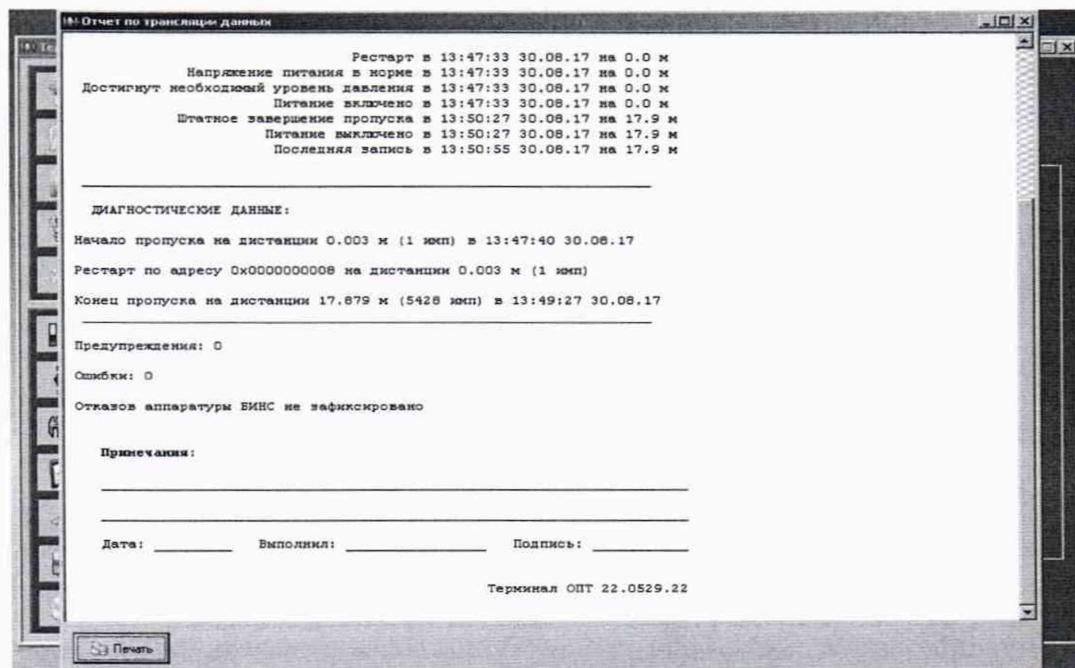 Отчет по трансляции данных
Рестарт в 13:47:33 30.08.17 на 0.0 м
Напряжение питания в норме в 13:47:33 30.08.17 на 0.0 м
Достигнут необходимый уровень давления в 13:47:33 30.08.17 на 0.0 м
Питание включено в 13:47:33 30.08.17 на 0.0 м
Штатное завершение пропуска в 13:50:27 30.08.17 на 17.9 м
Питание выключено в 13:50:27 30.08.17 на 17.9 м
Последняя запись в 13:50:55 30.08.17 на 17.9 м
ДИАГНОСТИЧЕСКИЕ ДАННЫЕ:
Начало пропуска на дистанции 0.003 м (1 имп) в 13:47:40 30.08.17
Рестарт по адресу 0x0000000008 на дистанции 0.003 м (1 имп)
Конец пропуска на дистанции 17.879 м (5428 имп) в 13:49:27 30.08.17
Предупреждения: 0
Ошибки: 0
Отказов аппаратуры БИНС не зафиксировано
Примечания:
Дата: Выполнил: Подпись:
Терминал ОПТ 22.0529.22
Печать